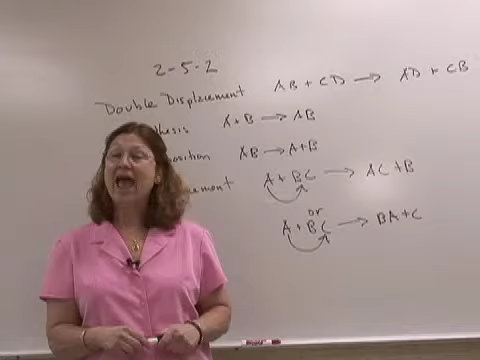 2-5-2
Double Displacement AB + CD → AD + CB
hesis A + B → AB
osition AB → A + B
ement A + BC → AC + B
or
A + BC → BA + C